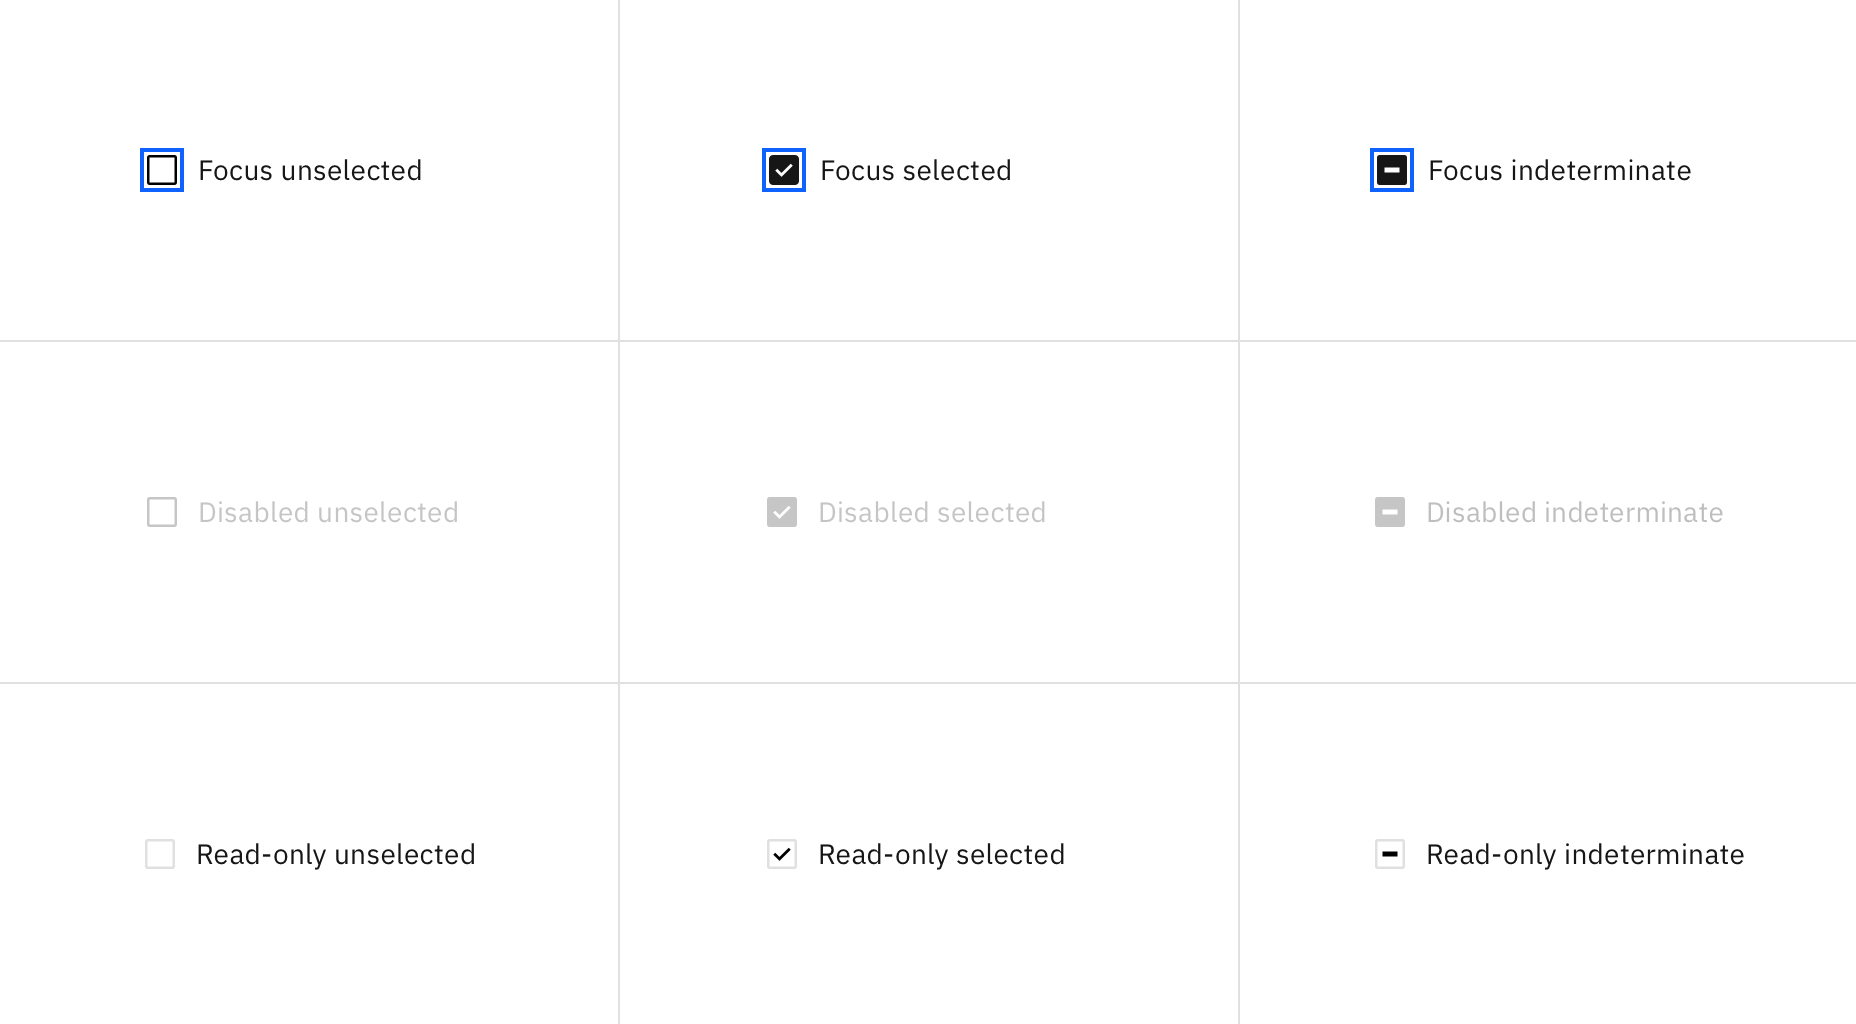 Focus unselected
Focus selected
Focus indeterminate
Disabled unselected
Disabled selected
Disabled indeterminate
Read-only unselected
Read-only selected
Read-only indeterminate